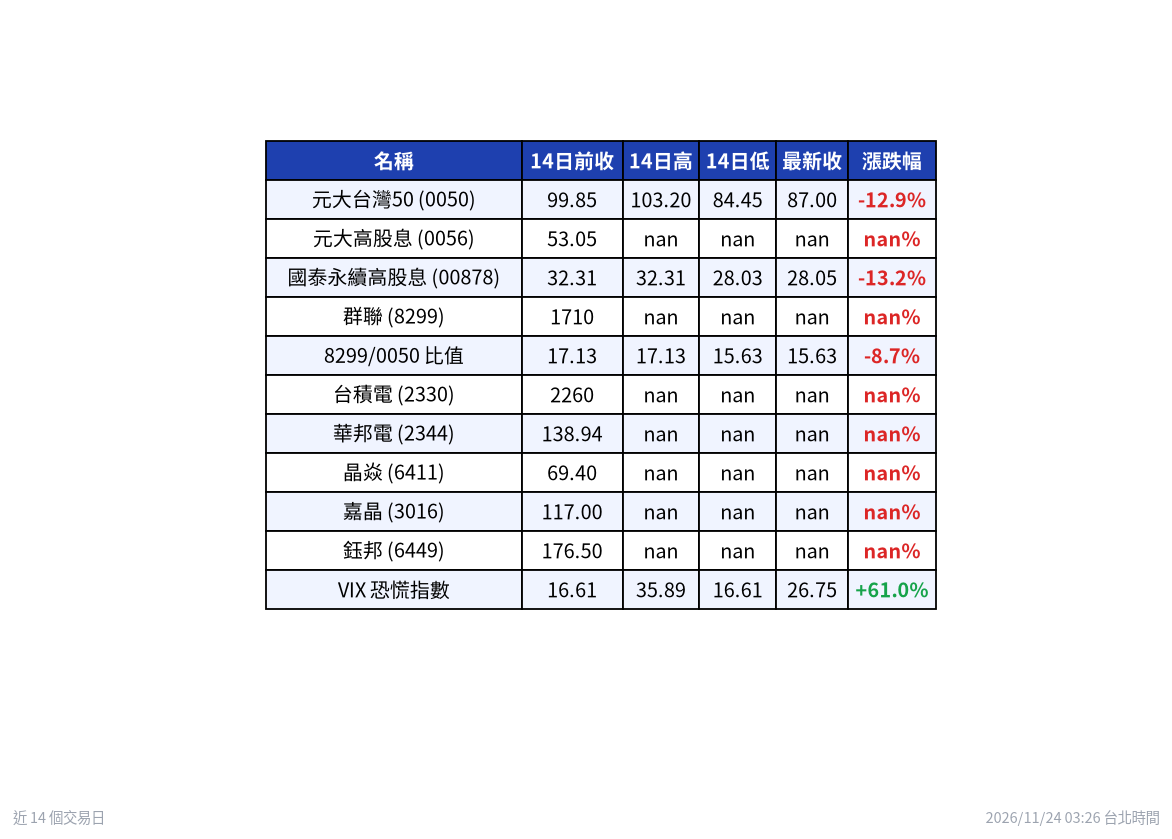 名稱 14日前收 14日高 14日低 最新收 漲跌幅
元大台灣50 (0050) 99.85 103.20 84.45 87.00 -12.9%
元大高股息 (0056) 53.05 nan nan nan nan%
國泰永續高股息 (00878) 32.31 32.31 28.03 28.05 -13.2%
群聯 (8299) 1710 nan nan nan nan%
8299/0050 比值 17.13 17.13 15.63 15.63 -8.7%
台積電 (2330) 2260 nan nan nan nan%
華邦電 (2344) 138.94 nan nan nan nan%
晶焱 (6411) 69.40 nan nan nan nan%
嘉晶 (3016) 117.00 nan nan nan nan%
鈺邦 (6449) 176.50 nan nan nan nan%
VIX 恐慌指數 16.61 35.89 16.61 26.75 +61.0%
近 14 個交易日
2026/11/24 03:26 台北時間